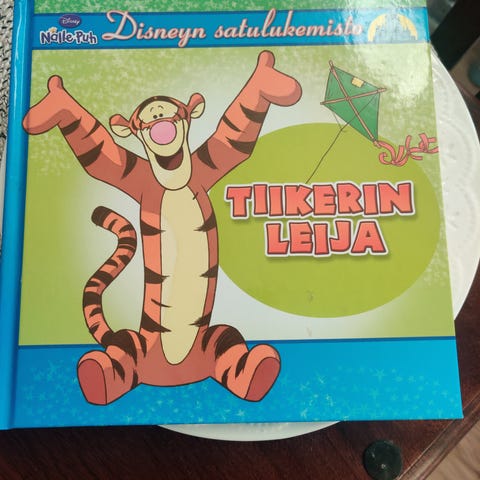 Disney
Nalle Puh
Disneyn satulukemisto
TIIKERIN
LEIJA